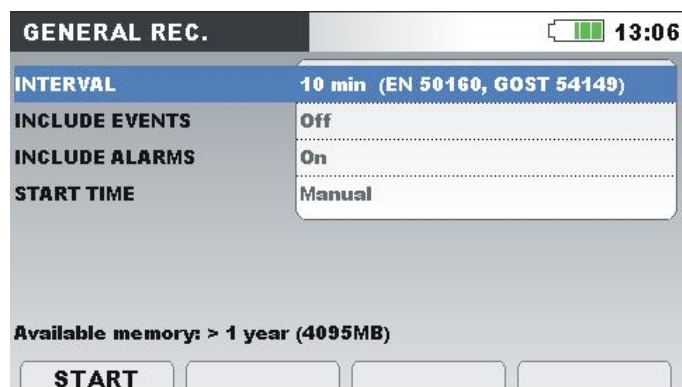 GENERAL REC. 13:06
INTERVAL 10 min (EN 50160, GOST 54149)
INCLUDE EVENTS Off
INCLUDE ALARMS On
START TIME Manual
Available memory: > 1 year (4095MB)
START